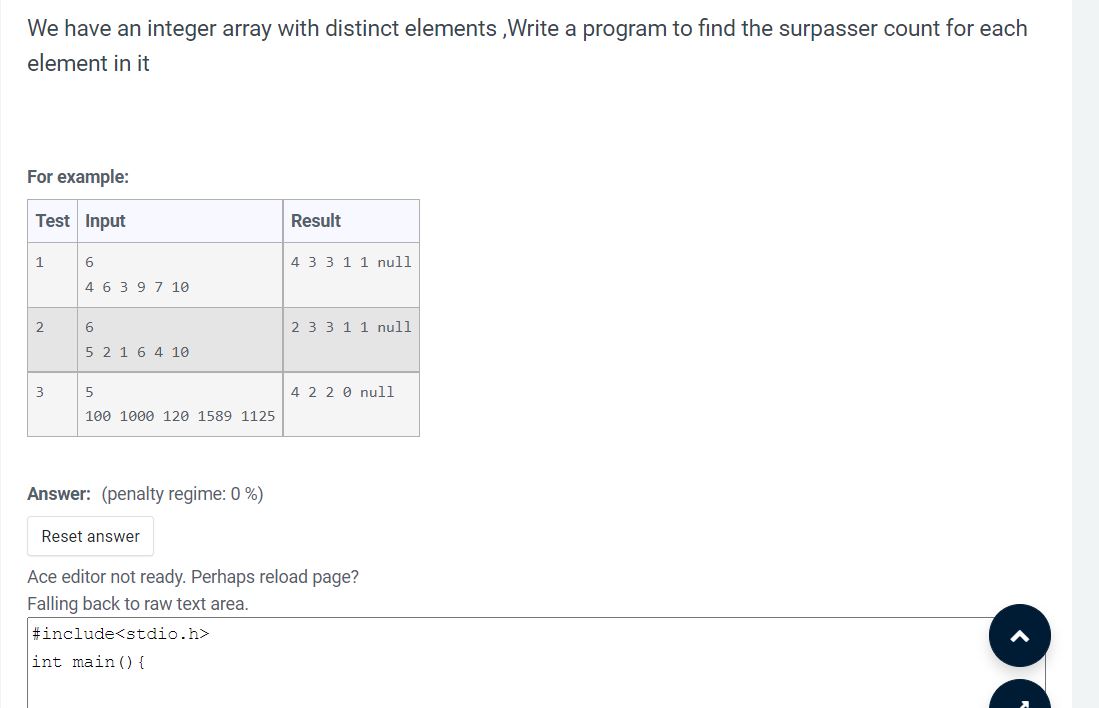 We have an integer array with distinct elements ,Write a program to find the surpasser count for each
element in it
For example:
Test Input Result
1 6 4 3 3 1 1 null
4 6 3 9 7 10
2 6 2 3 3 1 1 null
5 2 1 6 4 10
3 5 4 2 2 0 null
100 1000 120 1589 1125
Answer: (penalty regime: 0 %)
Reset answer
Ace editor not ready. Perhaps reload page?
Falling back to raw text area.
#include<stdio.h>
int main(){